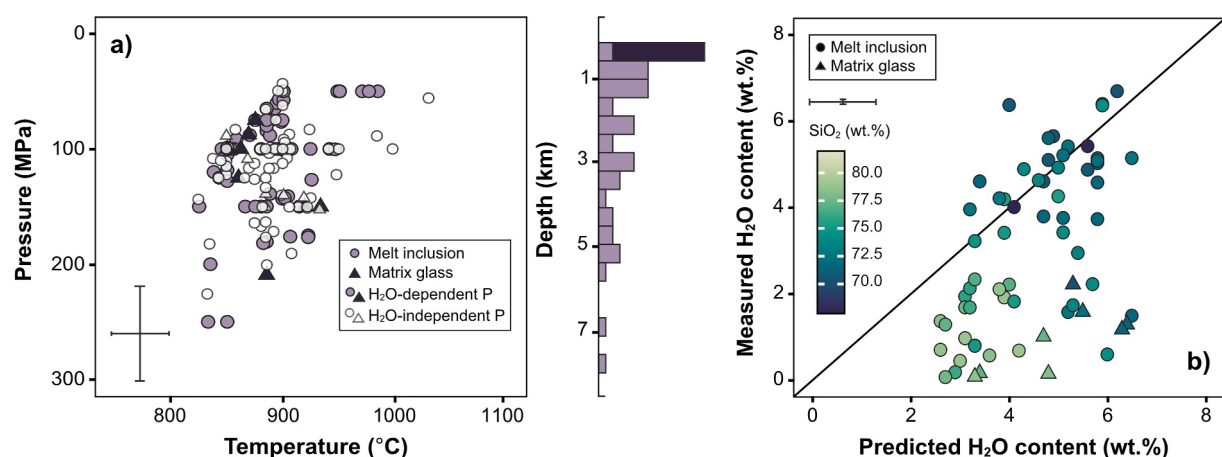 a)
0
100
200
300
Pressure (MPa)
800
900
1000
1100
Temperature (°C)
Melt inclusion
Matrix glass
H₂O-dependent P
H₂O-independent P
Depth (km)
1
3
5
7
Measured H₂O content (wt.%)
8
6
4
2
0
Melt inclusion
Matrix glass
SiO₂ (wt.%)
80.0
77.5
75.0
72.5
70.0
b)
0
2
4
6
8
Predicted H₂O content (wt.%)